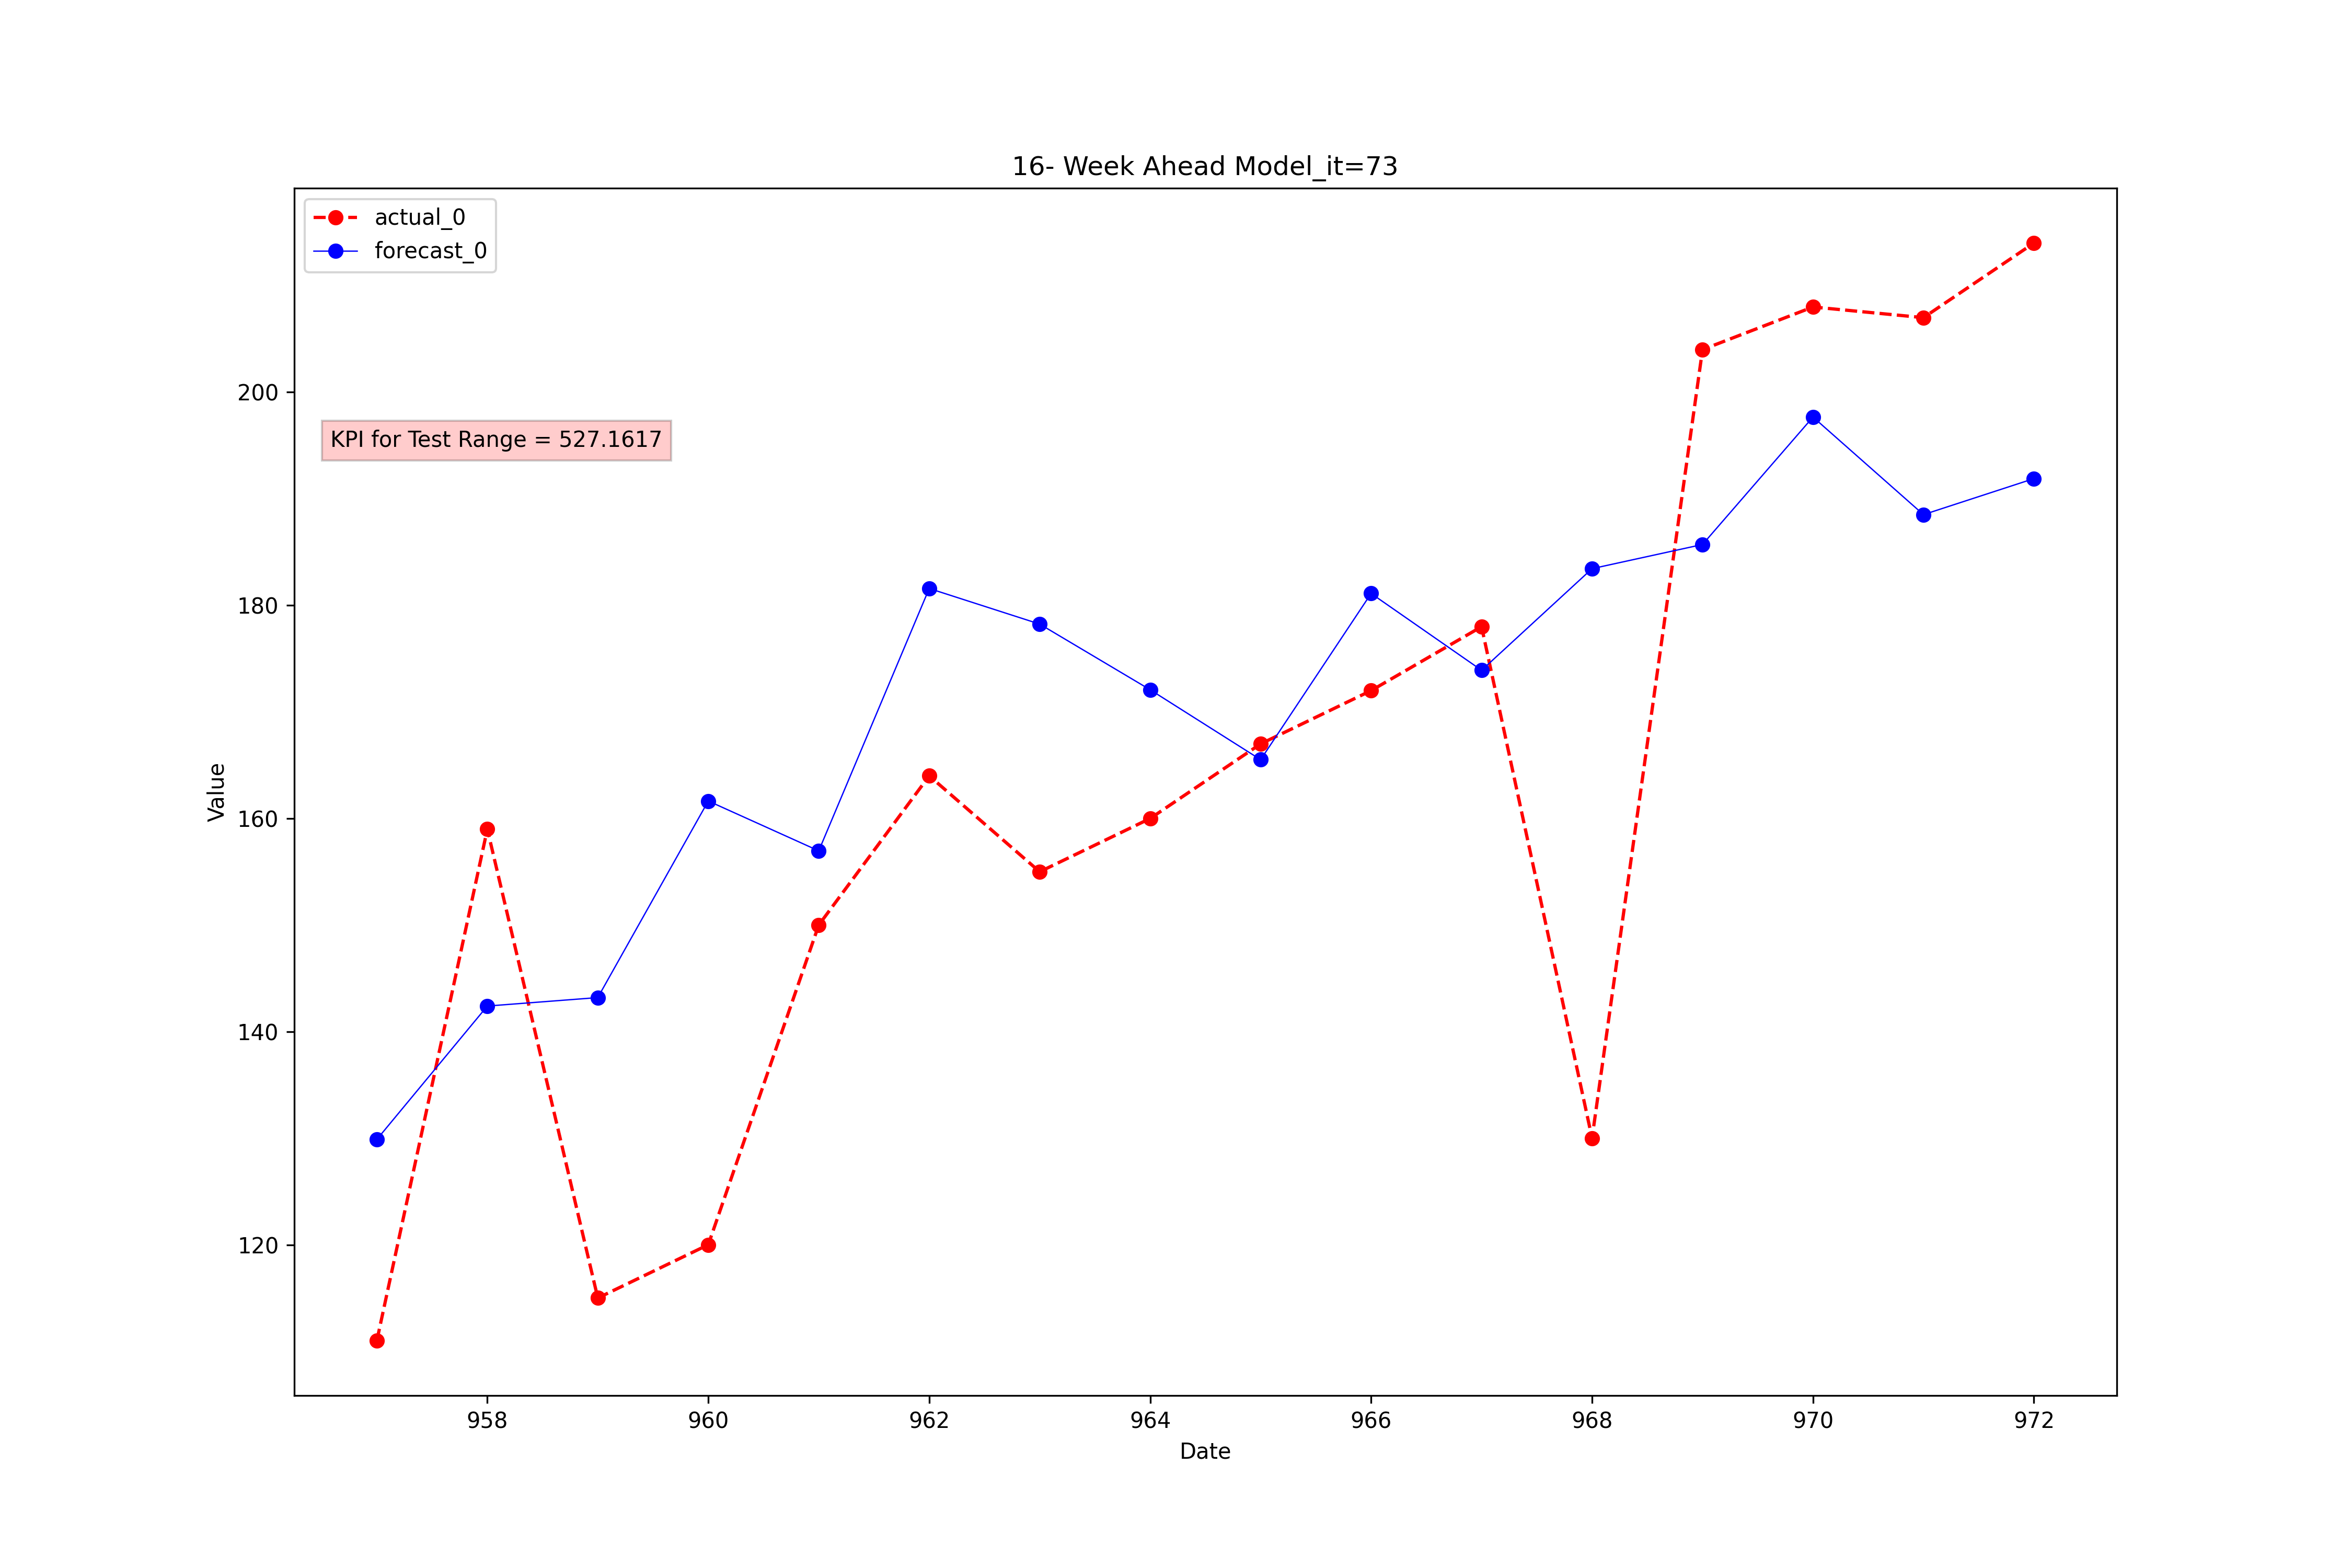 16- Week Ahead Model_it=73
actual_0
forecast_0
KPI for Test Range = 527.1617
Value
200
180
160
140
120
958 960 962 964 966 968 970 972
Date